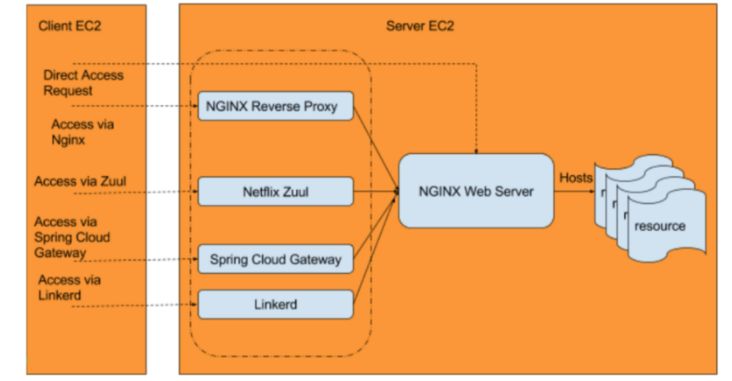 Client EC2
Server EC2
Direct Access
Request
Access via
Nginx
Access via Zuul
Access via
Spring Cloud
Gateway
Access via
Linkerd
NGINX Reverse Proxy
Netflix Zuul
Spring Cloud Gateway
Linkerd
NGINX Web Server
Hosts
r
r
r
resource